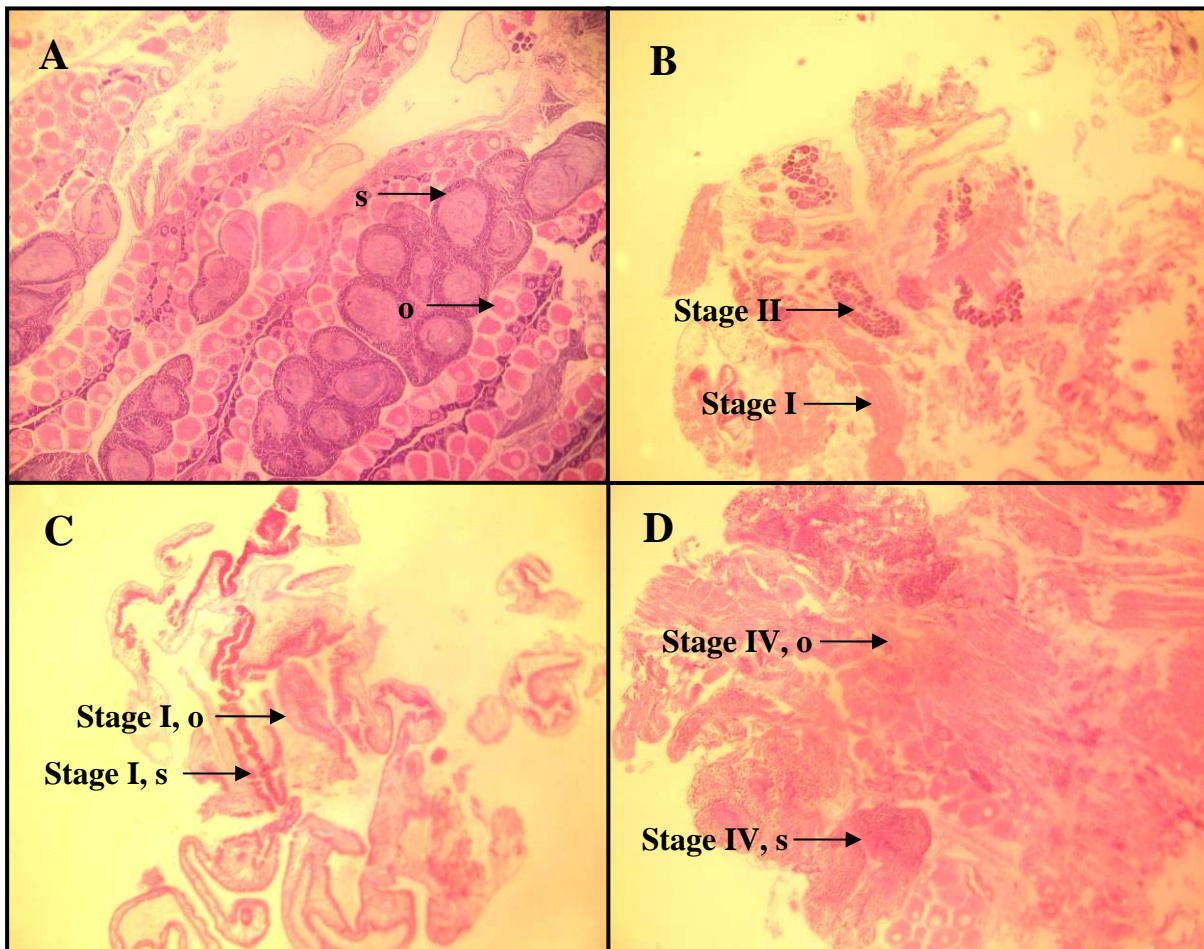 A
s
o
B
Stage II
Stage I
C
Stage I, o
Stage I, s
D
Stage IV, o
Stage IV, s